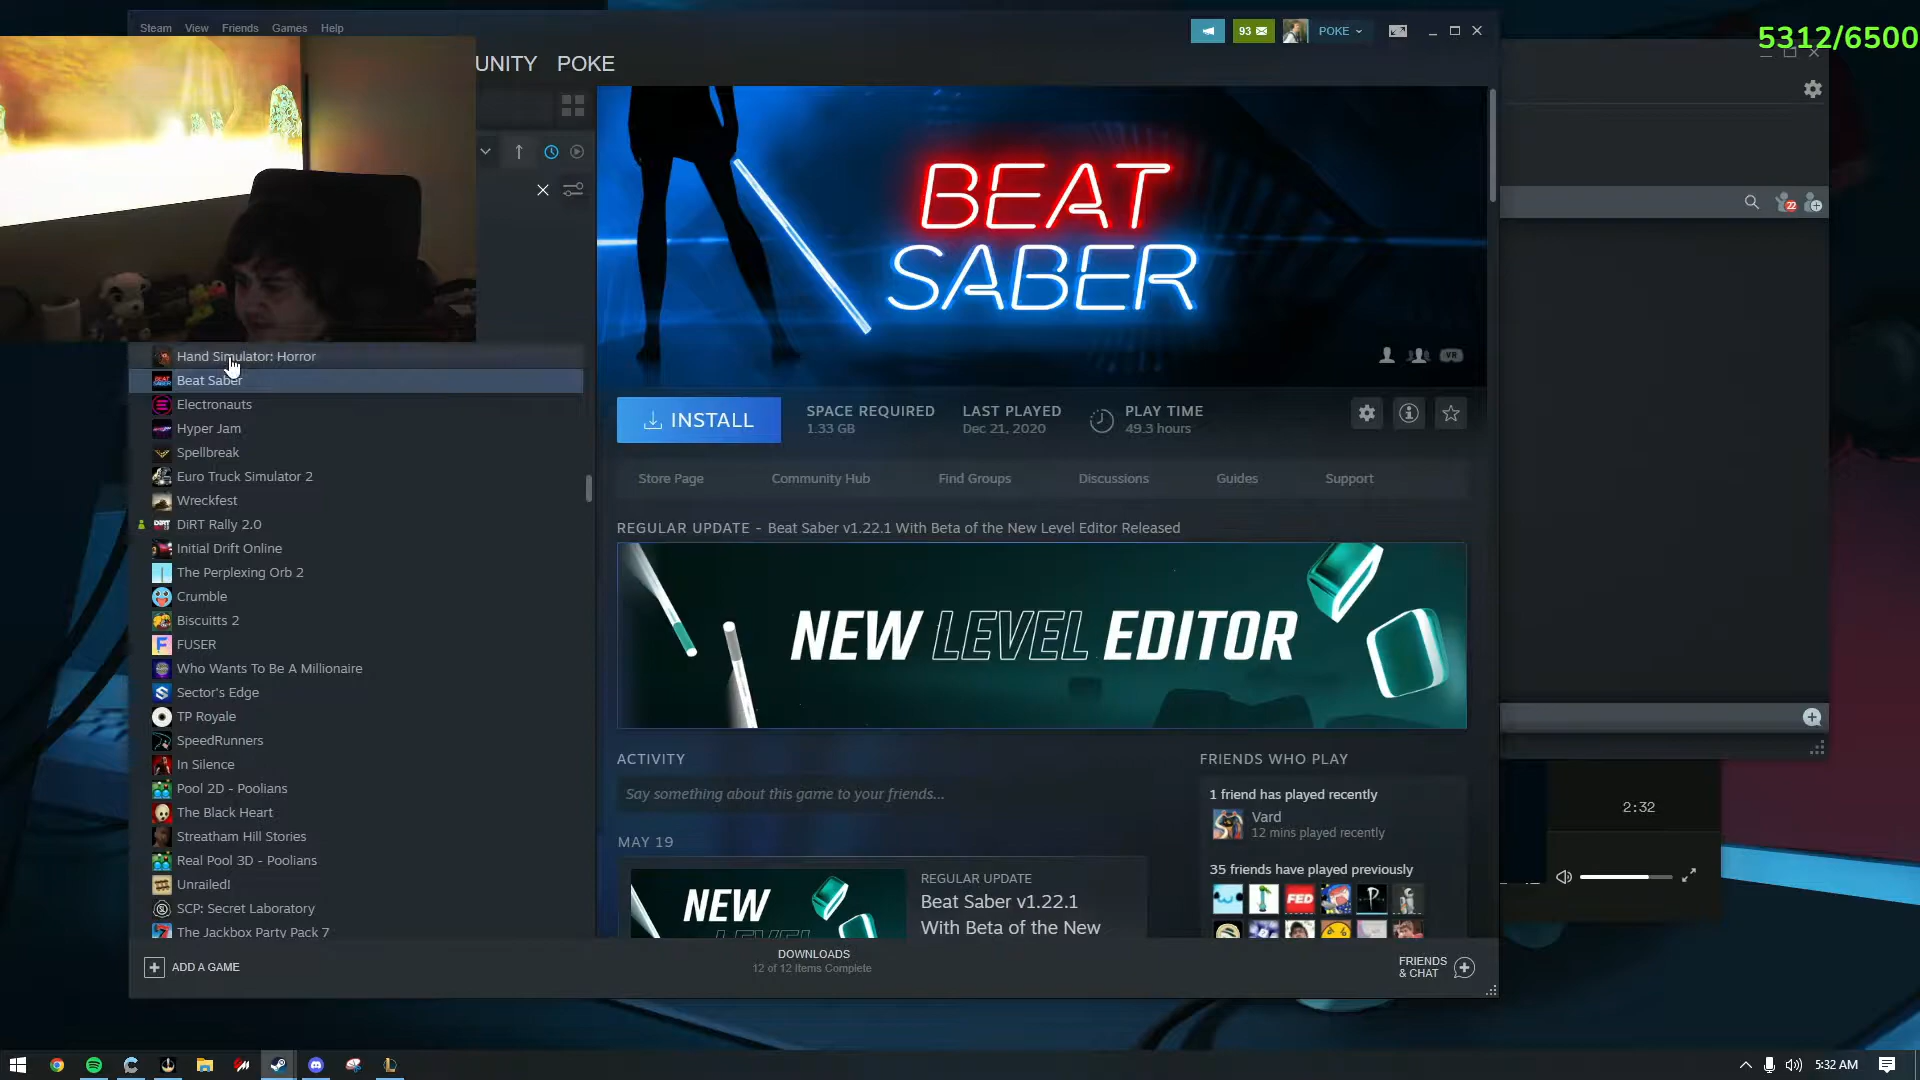 Steam View Friends Games Help
93
POKE
5312/6500
UNITY POKE
BEAT
SABER
VR
22
Hand Simulator: Horror
Beat Saber
Electronauts
Hyper Jam
Spellbreak
Euro Truck Simulator 2
Wreckfest
DiRT Rally 2.0
Initial Drift Online
The Perplexing Orb 2
Crumble
Biscuitts 2
FUSER
Who Wants To Be A Millionaire
Sector's Edge
TP Royale
SpeedRunners
In Silence
Pool 2D - Poolians
The Black Heart
Streatham Hill Stories
Real Pool 3D - Poolians
Unrailed!
SCP: Secret Laboratory
The Jackbox Party Pack 7
ADD A GAME
INSTALL
SPACE REQUIRED
1.33 GB
LAST PLAYED
Dec 21, 2020
PLAY TIME
49.3 hours
Store Page Community Hub Find Groups Discussions Guides Support
REGULAR UPDATE - Beat Saber v1.22.1 With Beta of the New Level Editor Released
NEW LEVEL EDITOR
ACTIVITY
Say something about this game to your friends...
MAY 19
NEW
LEVEL
REGULAR UPDATE
Beat Saber v1.22.1
With Beta of the New
FRIENDS WHO PLAY
1 friend has played recently
Vard
12 mins played recently
35 friends have played previously
FED
DOWNLOADS
12 of 12 Items Complete
FRIENDS
& CHAT
2:32
5:32 AM